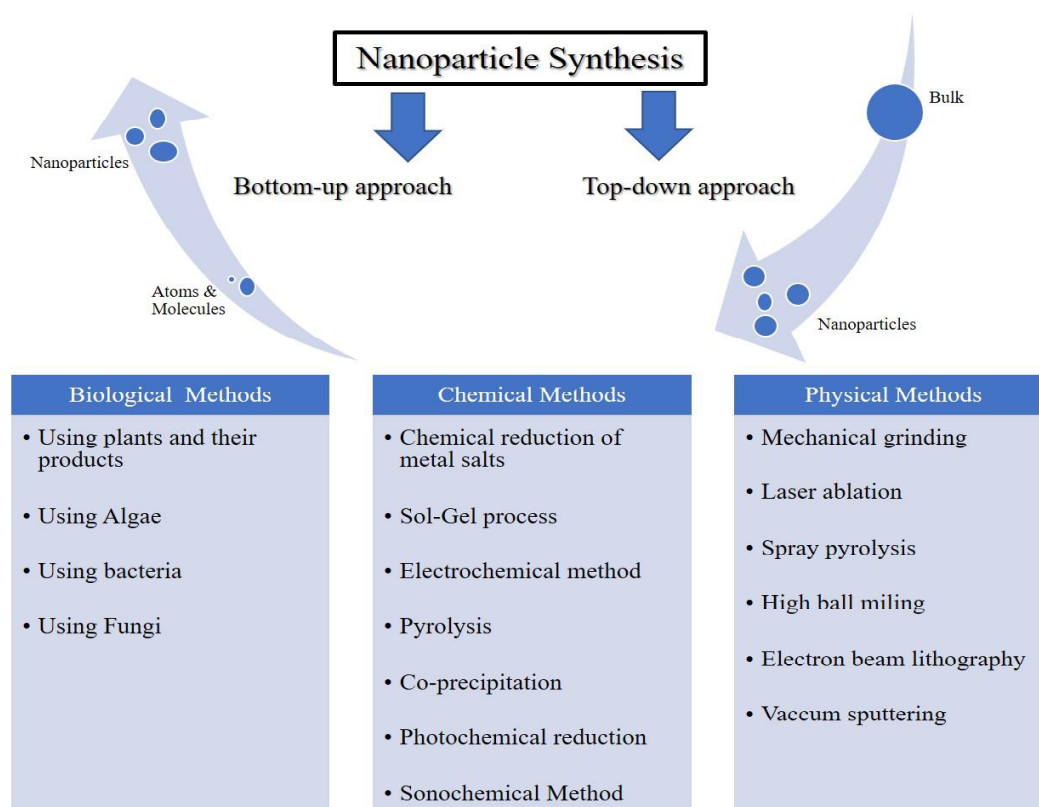 Nanoparticle Synthesis
Bulk
Nanoparticles
Bottom-up approach
Top-down approach
Atoms &
Molecules
Nanoparticles
Biological Methods
• Using plants and their
products
• Using Algae
• Using bacteria
• Using Fungi
Chemical Methods
• Chemical reduction of
metal salts
• Sol-Gel process
• Electrochemical method
• Pyrolysis
• Co-precipitation
• Photochemical reduction
• Sonochemical Method
Physical Methods
• Mechanical grinding
• Laser ablation
• Spray pyrolysis
• High ball miling
• Electron beam lithography
• Vaccum sputtering